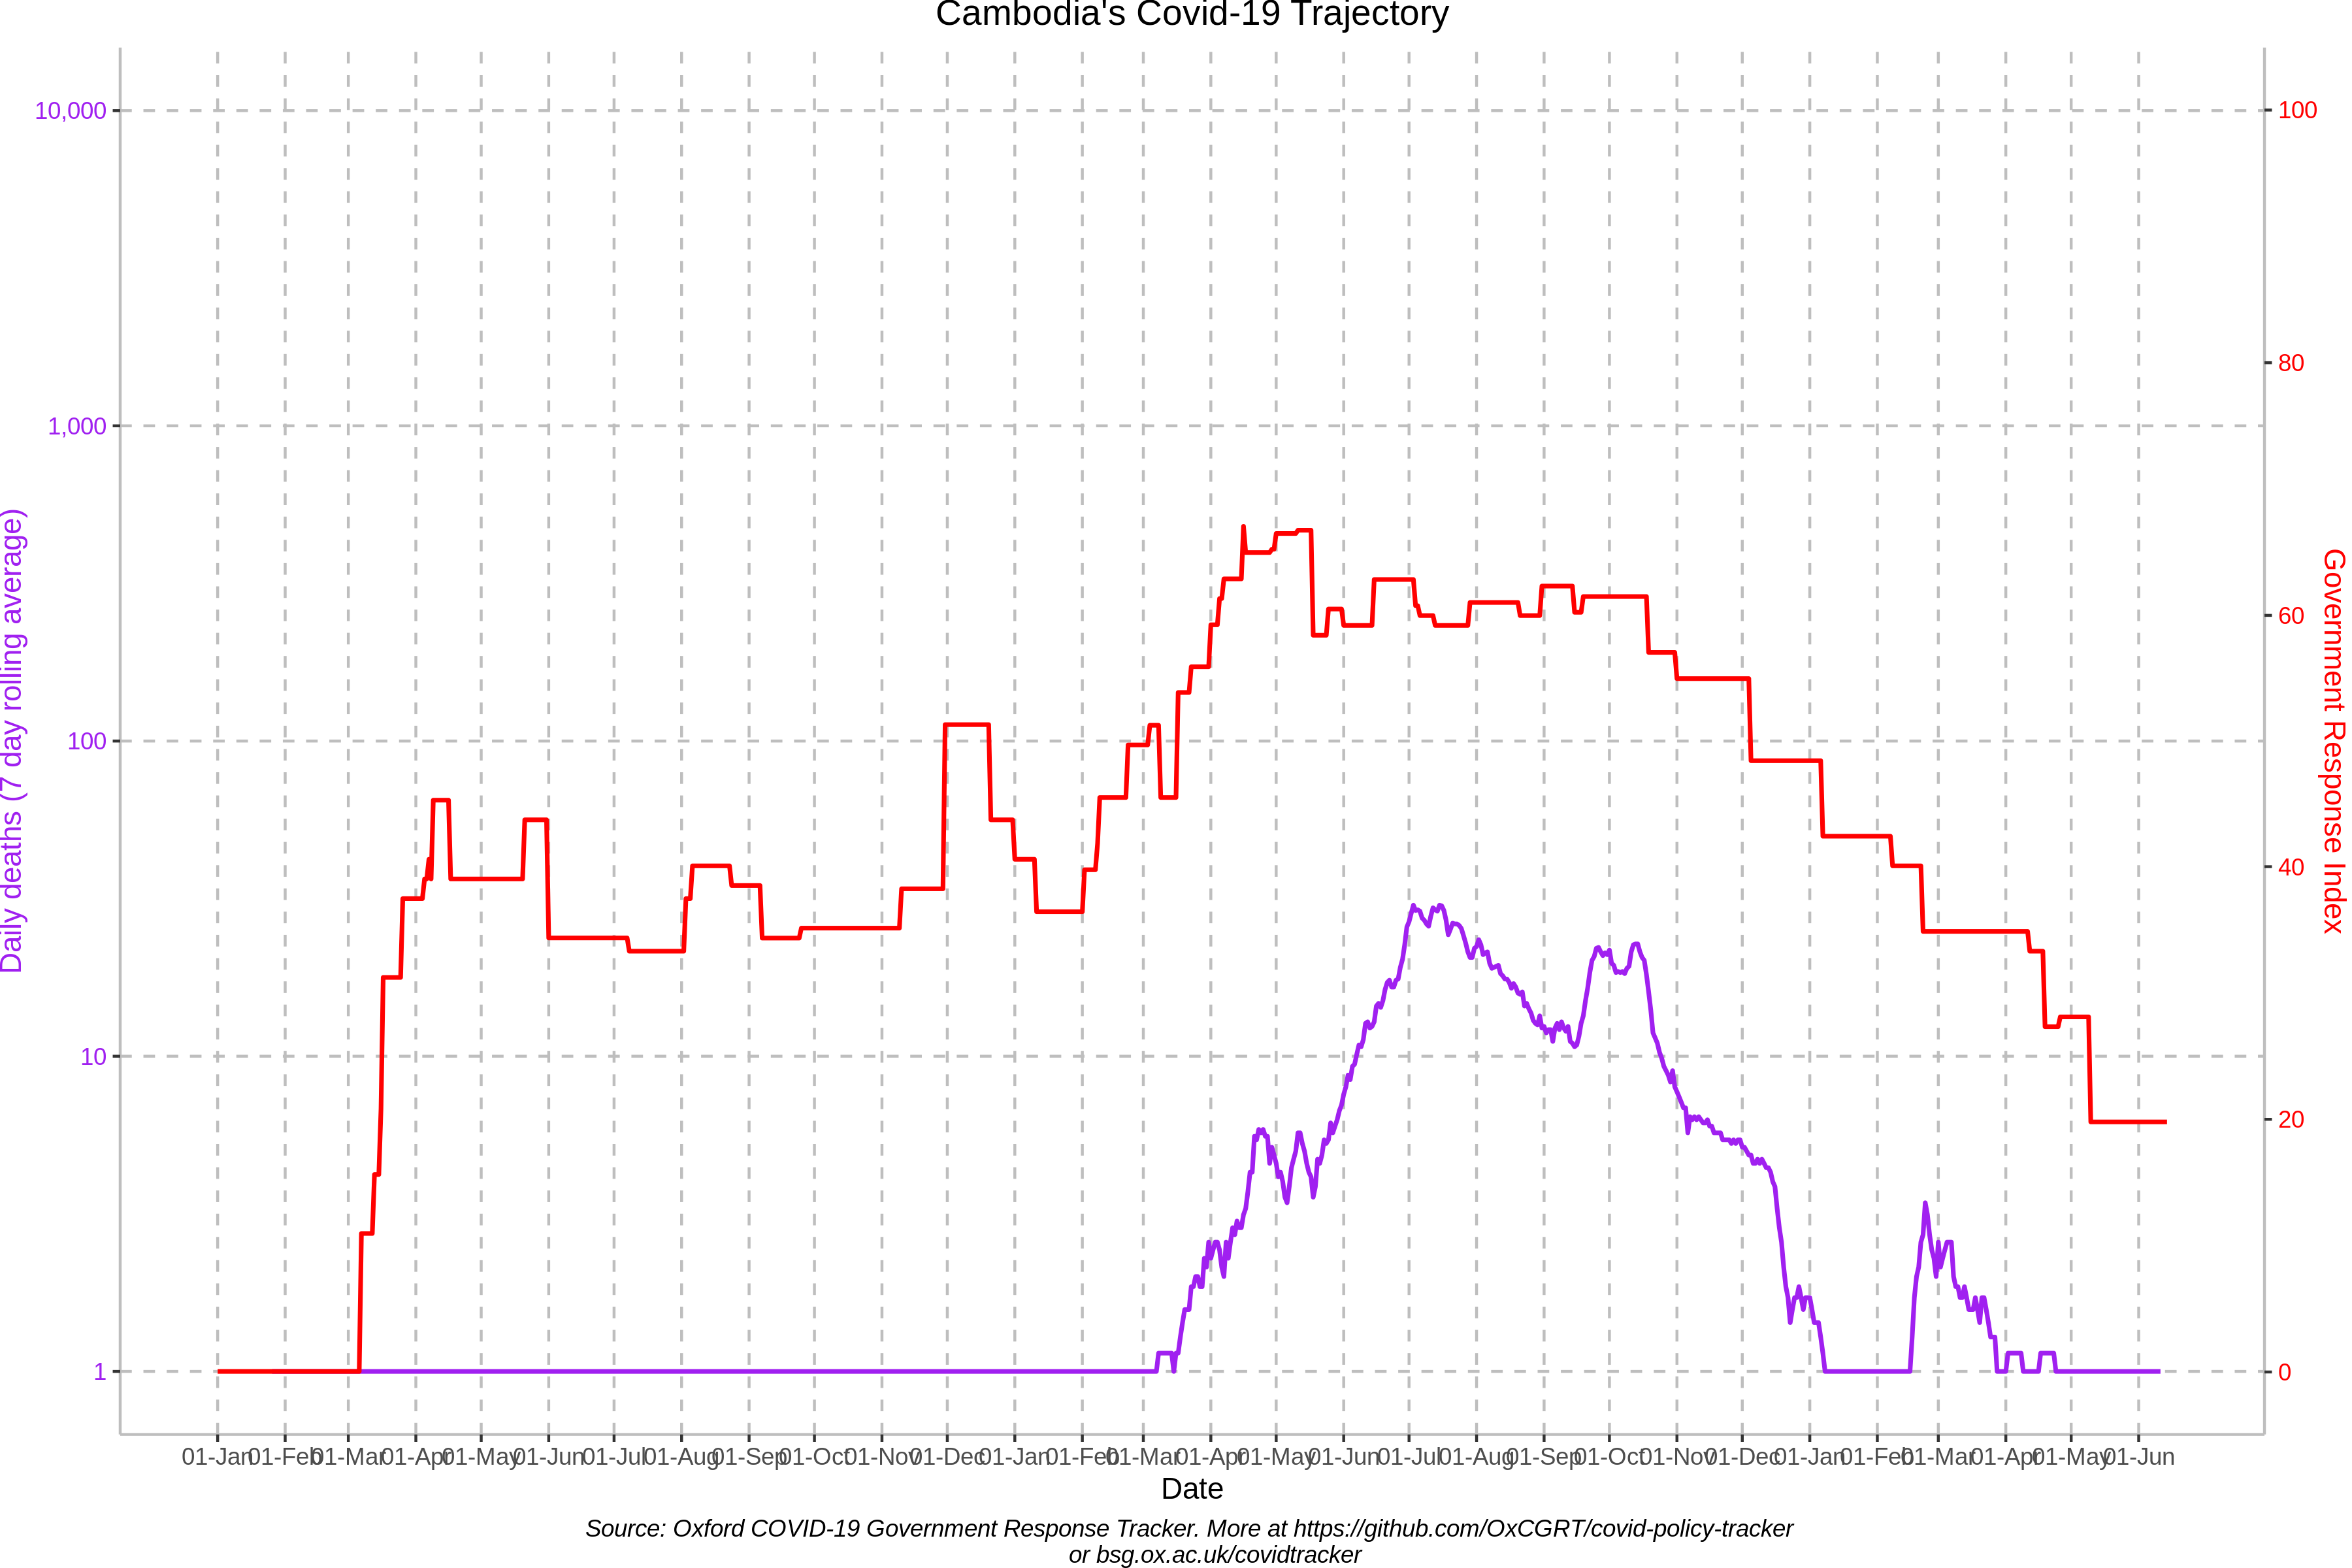 Cambodia's Covid-19 Trajectory
10,000
1,000
100
10
1
Daily deaths (7 day rolling average)
100
80
60
40
20
0
Government Response Index
01-Jan 01-Feb 01-Mar 01-Apr 01-May 01-Jun 01-Jul 01-Aug 01-Sep 01-Oct 01-Nov 01-Dec 01-Jan 01-Feb 01-Mar 01-Apr 01-May 01-Jun 01-Jul 01-Aug 01-Sep 01-Oct 01-Nov 01-Dec 01-Jan 01-Feb 01-Mar 01-Apr 01-May 01-Jun
Date
Source: Oxford COVID-19 Government Response Tracker. More at https://github.com/OxCGRT/covid-policy-tracker
or bsg.ox.ac.uk/covidtracker